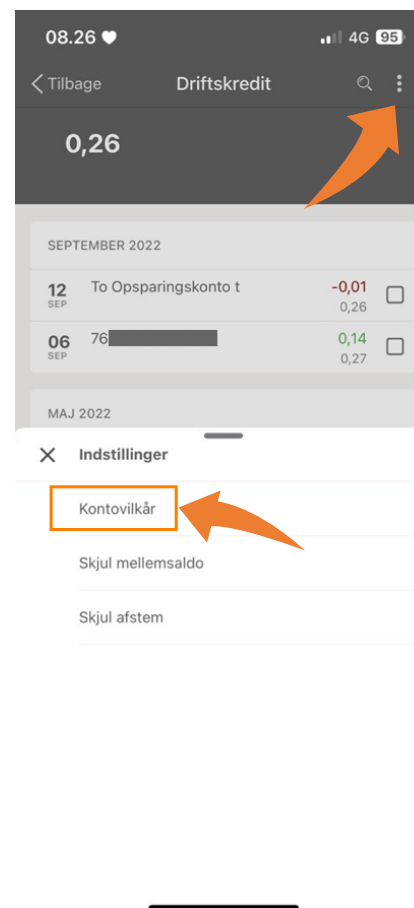 08.26 4G 95
Tilbage Driftskredit
0,26
SEPTEMBER 2022
12 To Opsparingskonto t -0,01
SEP 0,26
06 76 0,14
SEP 0,27
MAJ 2022
Indstillinger
Kontovilkår
Skjul mellemsaldo
Skjul afstem